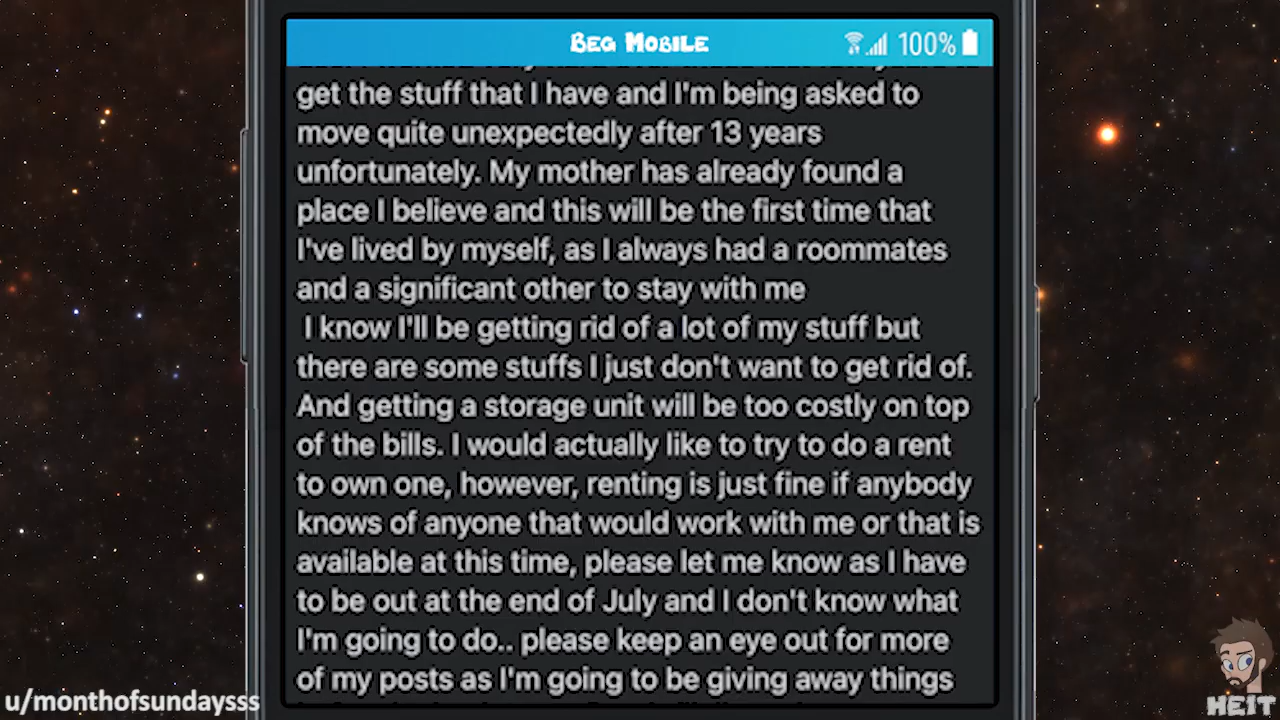 Beg Mobile
100%
get the stuff that I have and I'm being asked to
move quite unexpectedly after 13 years
unfortunately. My mother has already found a
place I believe and this will be the first time that
I've lived by myself, as I always had a roommates
and a significant other to stay with me
I know I'll be getting rid of a lot of my stuff but
there are some stuffs I just don't want to get rid of.
And getting a storage unit will be too costly on top
of the bills. I would actually like to try to do a rent
to own one, however, renting is just fine if anybody
knows of anyone that would work with me or that is
available at this time, please let me know as I have
to be out at the end of July and I don't know what
I'm going to do.. please keep an eye out for more
of my posts as I'm going to be giving away things
u/monthofsundaysss
HEIT